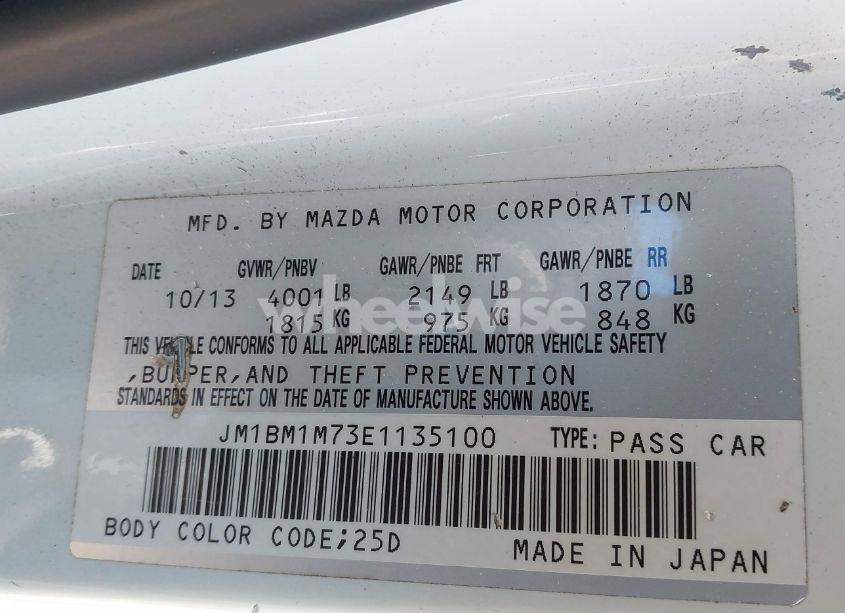 MFD. BY MAZDA MOTOR CORPORATION
DATE GVWR/PNBV GAWR/PNBE FRT GAWR/PNBE RR
10/13 4001 LB 2149 LB 1870 LB
1815 KG 975 KG 848 KG
wheelwise
THIS VEHICLE CONFORMS TO ALL APPLICABLE FEDERAL MOTOR VEHICLE SAFETY
,BUMPER,AND THEFT PREVENTION
STANDARDS IN EFFECT ON THE DATE OF MANUFACTURE SHOWN ABOVE.
JM1BM1M73E1135100 TYPE: PASS CAR
BODY COLOR CODE;25D
MADE IN JAPAN